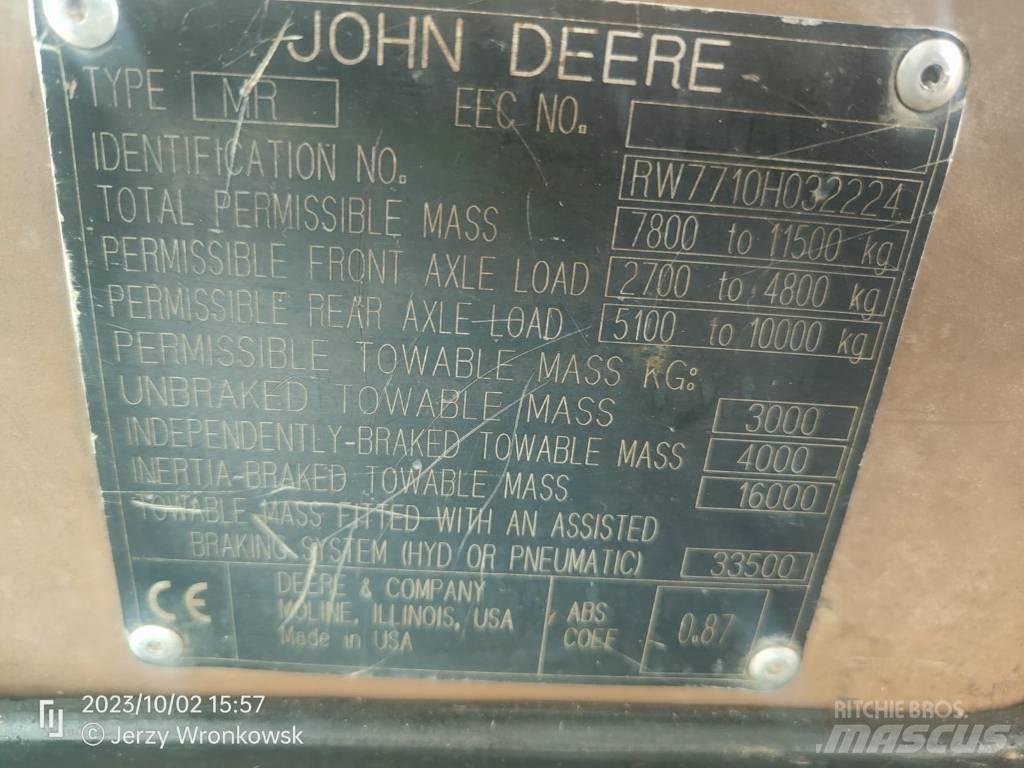 JOHN DEERE
TYPE MR EEC NO.
IDENTIFICATION NO. RW7710H032224
TOTAL PERMISSIBLE MASS 7800 to 11500 kg
PERMISSIBLE FRONT AXLE LOAD 2700 to 4800 kg
PERMISSIBLE REAR AXLE LOAD 5100 to 10000 kg
PERMISSIBLE TOWABLE MASS KG:
UNBRAKED TOWABLE MASS 3000
INDEPENDENTLY-BRAKED TOWABLE MASS 4000
INERTIA-BRAKED TOWABLE MASS 16000
TOWABLE MASS FITTED WITH AN ASSISTED
BRAKING SYSTEM (HYD OR PNEUMATIC) 33500
CE
DEERE & COMPANY
MOLINE, ILLINOIS, USA
Made in USA
ABS
COEF
0.87
2023/10/02 15:57
© Jerzy Wronkowsk
RITCHIE BROS.
MASCUS